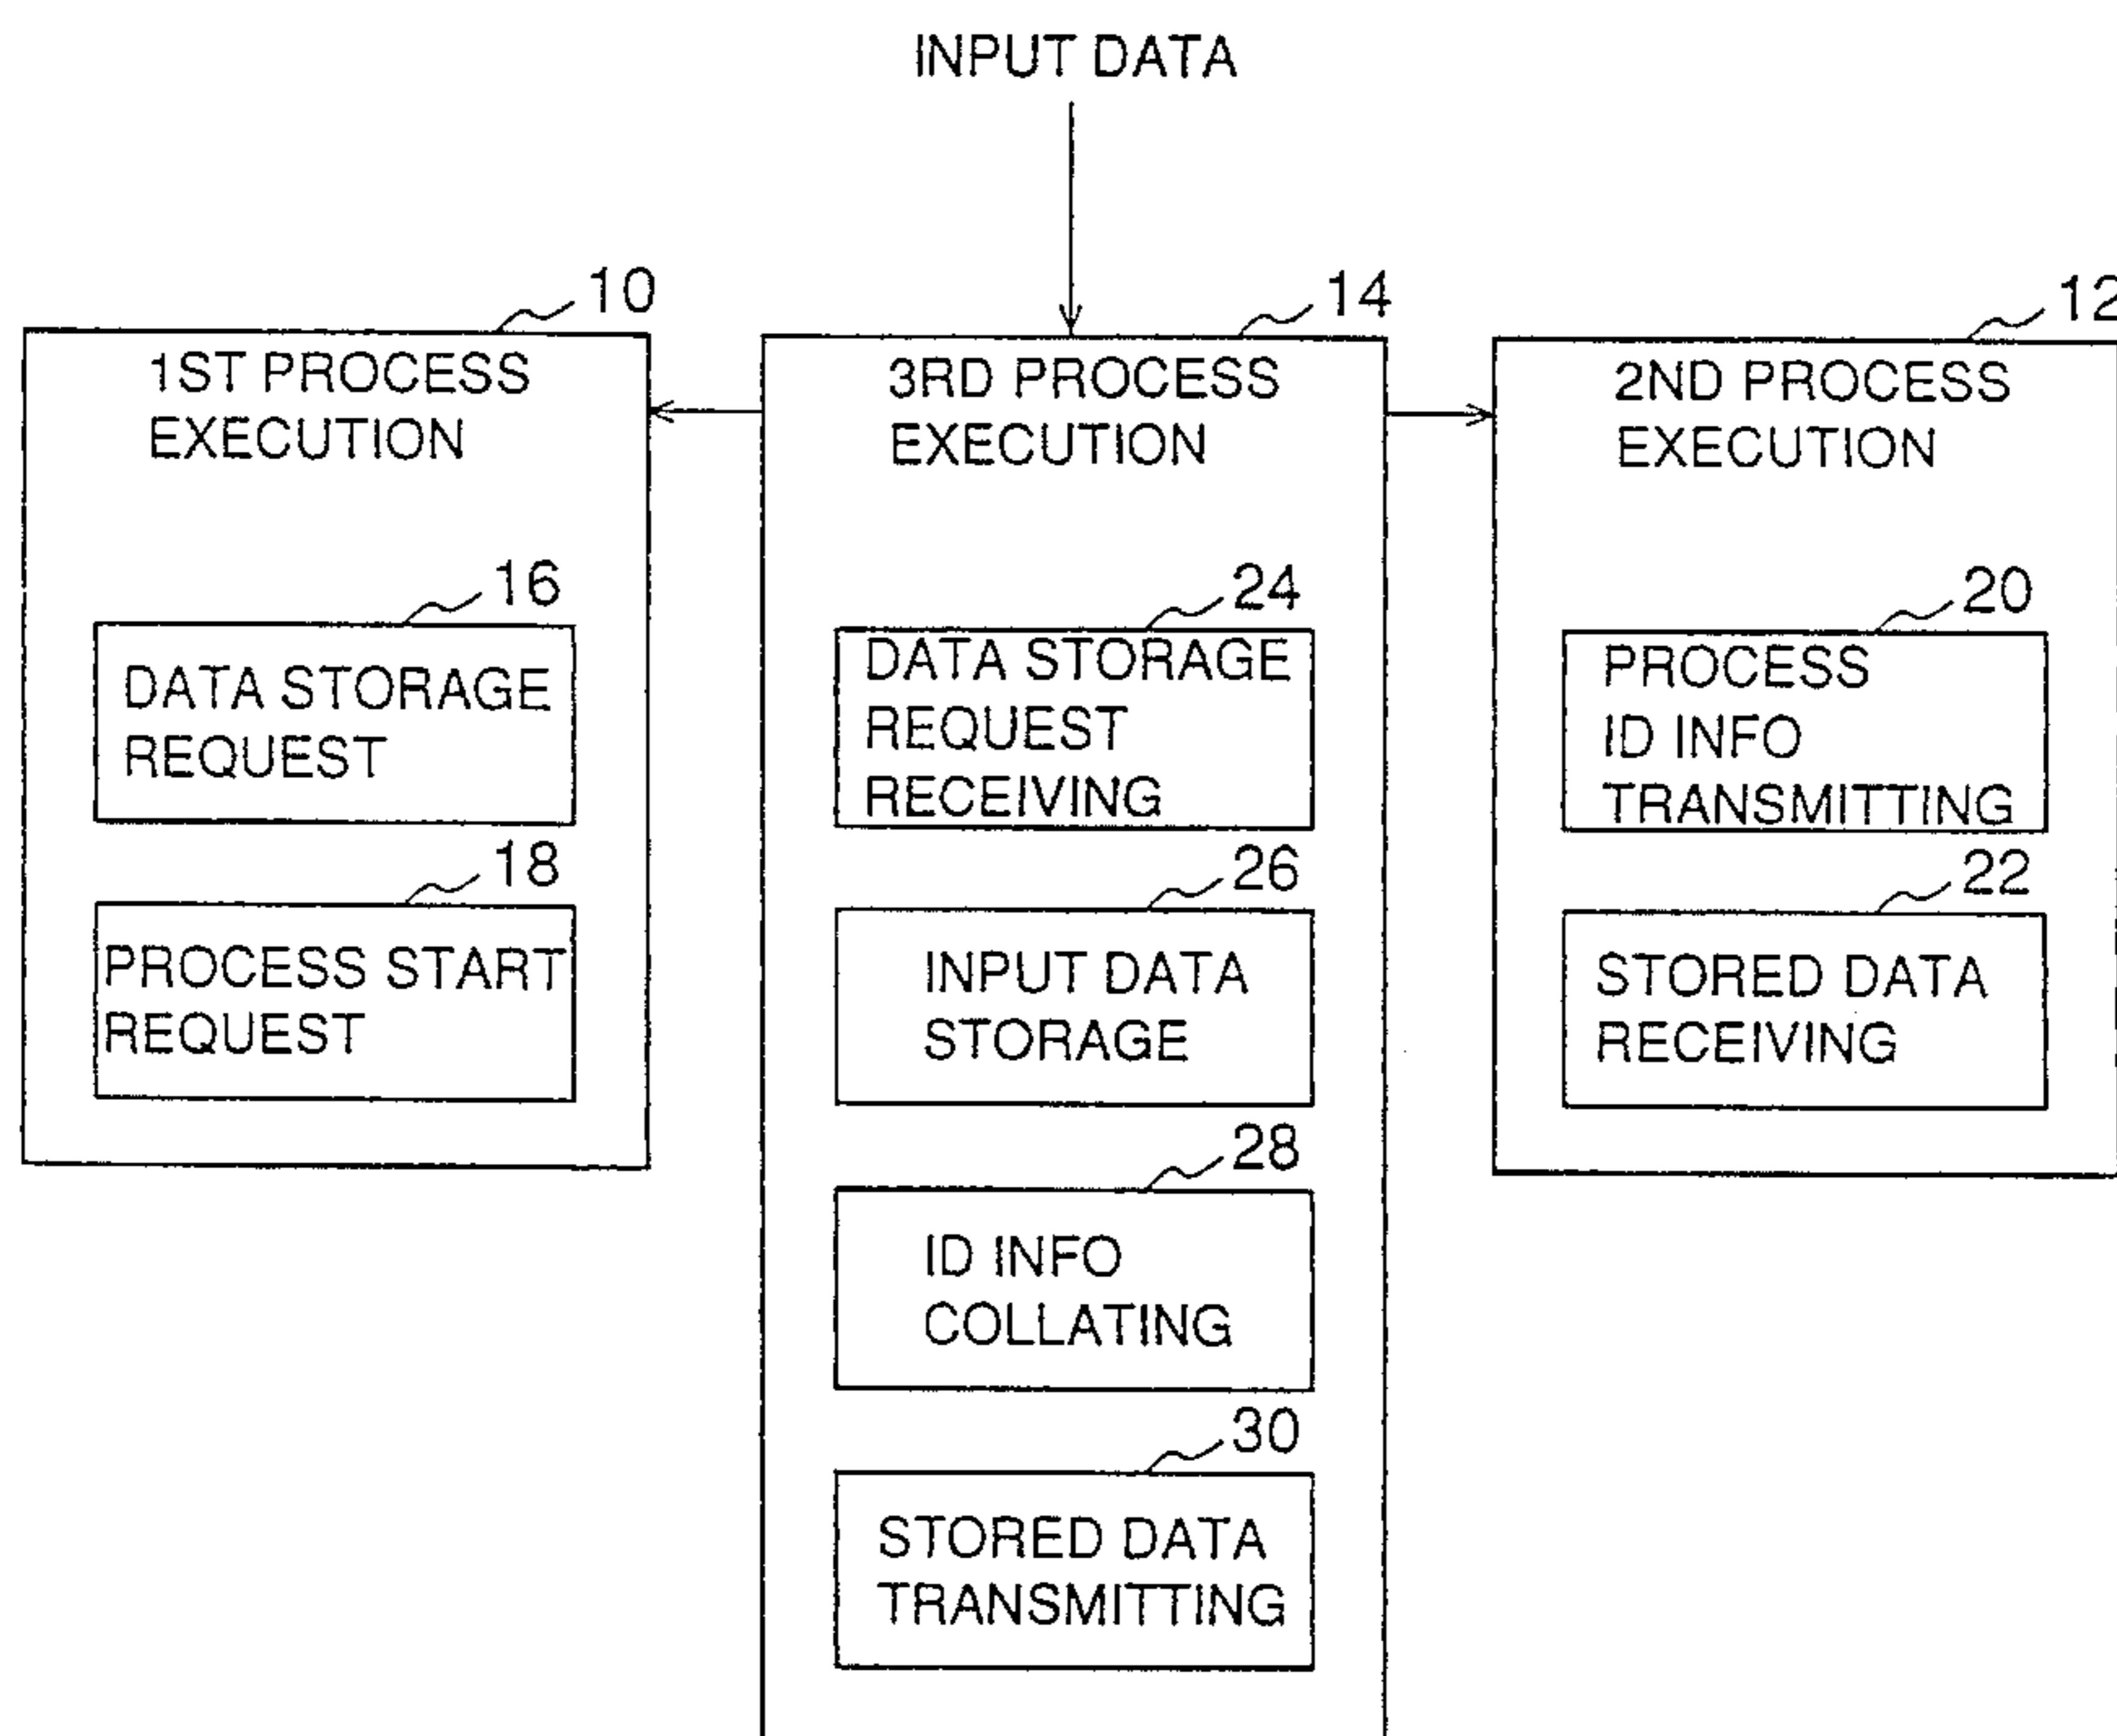 INPUT DATA
10
1ST PROCESS
EXECUTION
16
DATA STORAGE
REQUEST
18
PROCESS START
REQUEST
14
3RD PROCESS
EXECUTION
24
DATA STORAGE
REQUEST
RECEIVING
26
INPUT DATA
STORAGE
28
ID INFO
COLLATING
30
STORED DATA
TRANSMITTING
12
2ND PROCESS
EXECUTION
20
PROCESS
ID INFO
TRANSMITTING
22
STORED DATA
RECEIVING